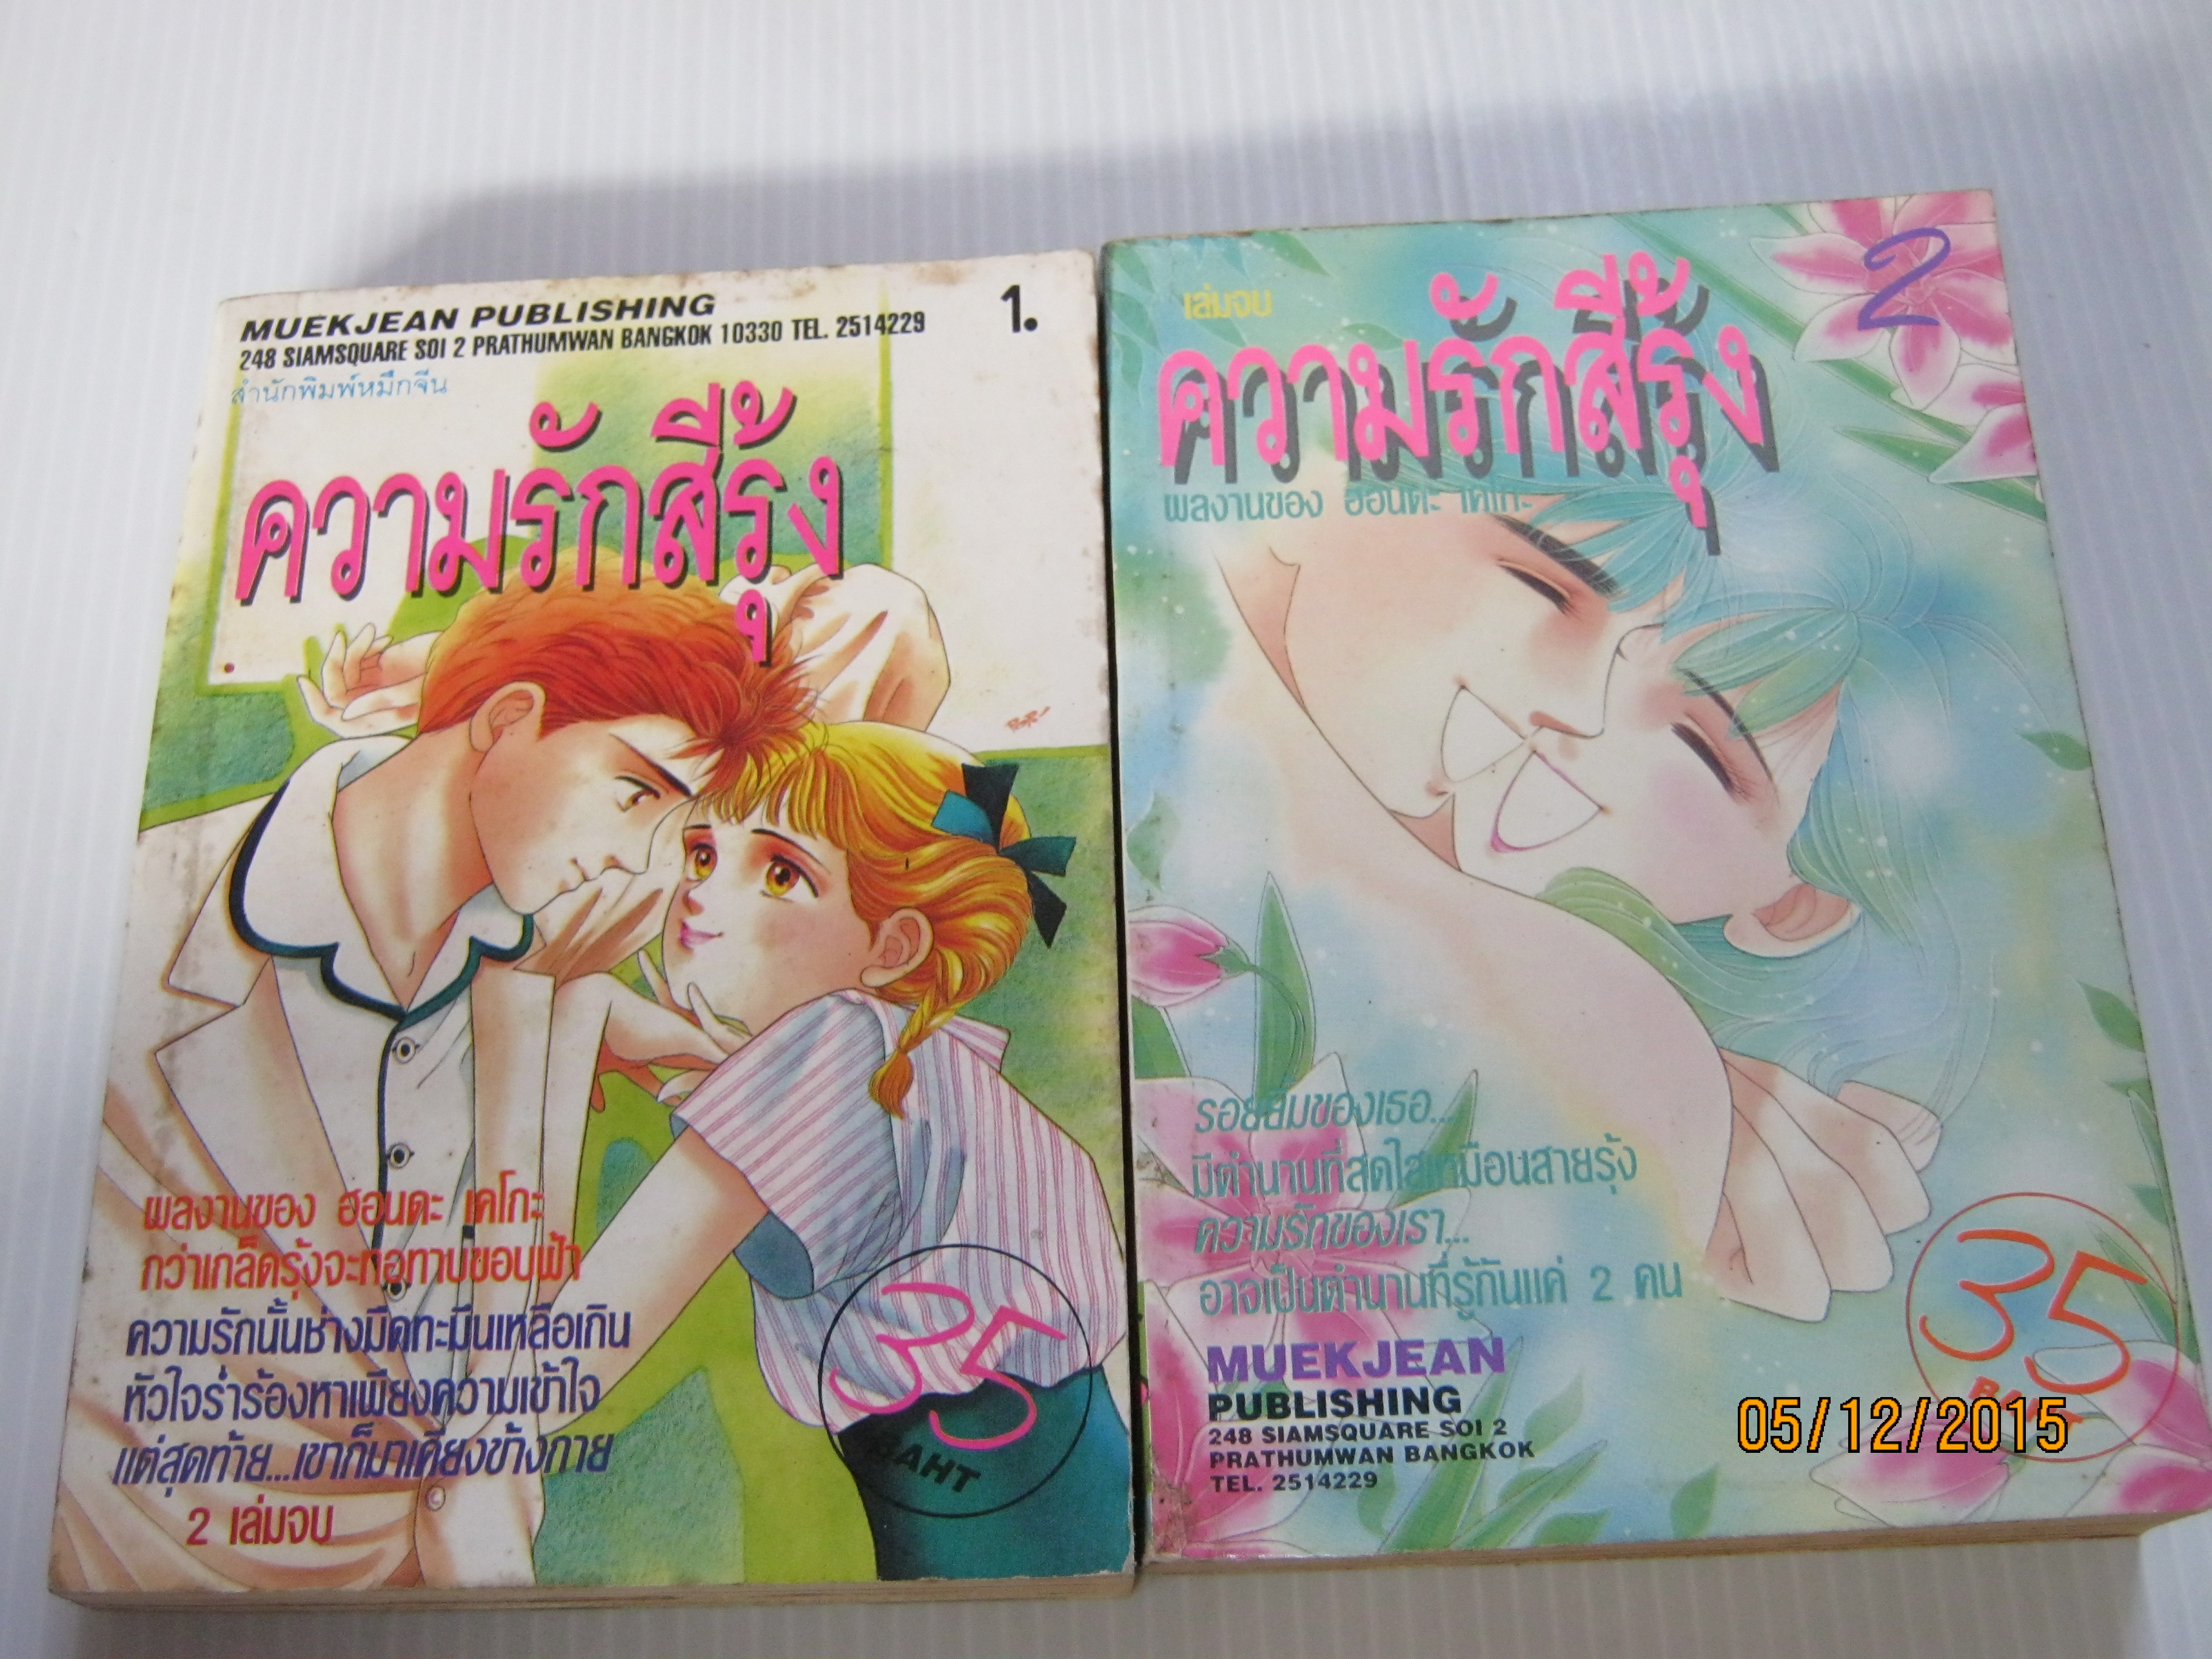 MUEKJEAN PUBLISHING
1.
248 SIAMSQUARE SOI 2 PRATHUMWAN BANGKOK 10330 TEL. 2514229
สำนักพิมพ์หมึกจีน
ความรักสีรุ้ง
ผลงานของ ฮอนดะ เคโกะ
กว่าเกล็ดรุ้งจะทอทาบขอบฟ้า
ความรักนั้นช่างมืดทะมึนเหลือเกิน
หัวใจร่ำร้องหาเพียงความเข้าใจ
แต่สุดท้าย...เขาก็มาเคียงข้างกาย
2 เล่มจบ
35
BAHT
2
เล่มจบ
ความรักสีรุ้ง
ผลงานของ ฮอนดะ เคโกะ
รอยยิ้มของเธอ...
มีตำนานที่สดใสเหมือนสายรุ้ง
ความรักของเรา...
อาจเป็นตำนานที่รู้กันแค่ 2 คน
MUEKJEAN
PUBLISHING
248 SIAMSQUARE SOI 2
PRATHUMWAN BANGKOK
TEL. 2514229
35
05/12/2015